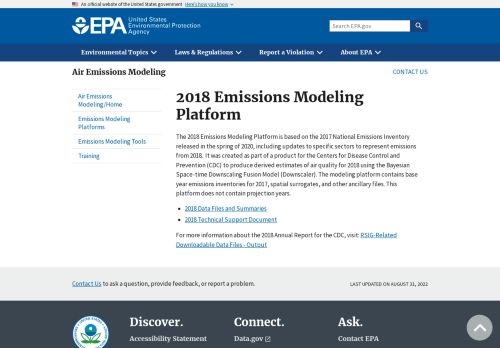 An official website of the United States government Here's how you know
EPA United States
Environmental Protection
Agency
Search EPA.gov
Environmental Topics Laws & Regulations Report a Violation About EPA
Air Emissions Modeling CONTACT US
Air Emissions
Modeling/Home
Emissions Modeling
Platforms
Emissions Modeling Tools
Training
2018 Emissions Modeling
Platform
The 2018 Emissions Modeling Platform is based on the 2017 National Emissions Inventory
released in the spring of 2020, including updates to specific sectors to represent emissions
from 2018. It was created as part of a product for the Centers for Disease Control and
Prevention (CDC) to produce derived estimates of air quality for 2018 using the Bayesian
Space-time Downscaling Fusion Model (Downscaler). The modeling platform contains base
year emissions inventories for 2017, spatial surrogates, and other ancillary files. This
platform does not contain projection years.
2018 Data Files and Summaries
2018 Technical Support Document
For more information about the 2018 Annual Report for the CDC, visit: RSIG-Related
Downloadable Data Files - Output
Contact Us to ask a question, provide feedback, or report a problem. LAST UPDATED ON AUGUST 31, 2022
Discover. Connect. Ask.
Accessibility Statement Data.gov Contact EPA